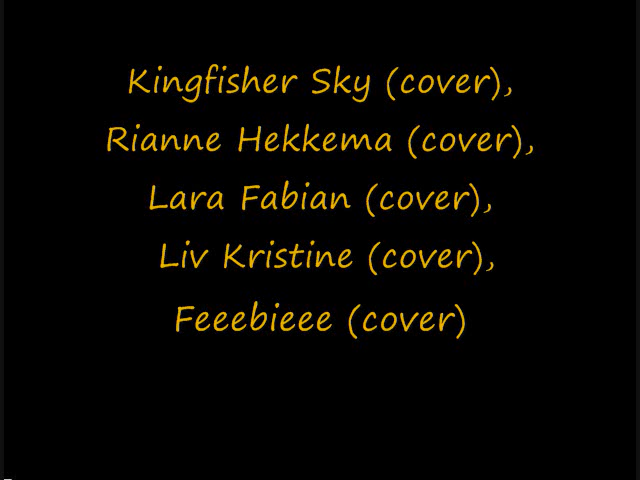 Kingfisher Sky (cover),
Rianne Hekkema (cover),
Lara Fabian (cover),
Liv Kristine (cover),
Feeebieee (cover)